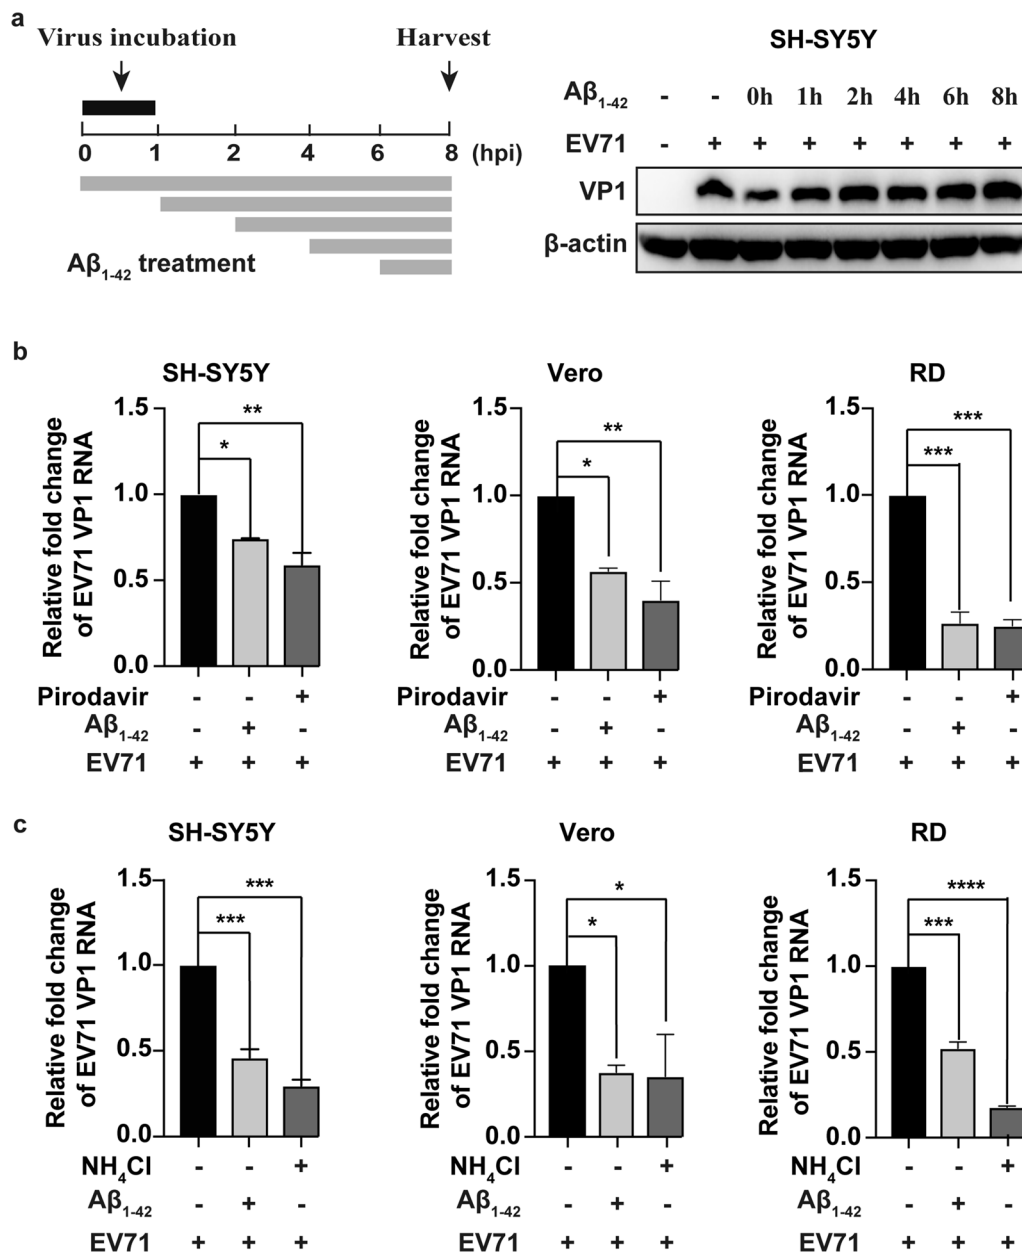 a
Virus incubation Harvest
0 1 2 4 6 8 (hpi)
Aβ1-42 treatment
SH-SY5Y
Aβ1-42 - - 0h 1h 2h 4h 6h 8h
EV71 - + + + + + + +
VP1
β-actin
b
SH-SY5Y
Relative fold change
of EV71 VP1 RNA
1.5
1.0
0.5
0.0
**
*
Pirodavir - - +
Aβ1-42 - + -
EV71 + + +
Vero
Relative fold change
of EV71 VP1 RNA
1.5
1.0
0.5
0.0
**
*
Pirodavir - - +
Aβ1-42 - + -
EV71 + + +
RD
Relative fold change
of EV71 VP1 RNA
1.5
1.0
0.5
0.0
***
***
Pirodavir - - +
Aβ1-42 - + -
EV71 + + +
c
SH-SY5Y
Relative fold change
of EV71 VP1 RNA
1.5
1.0
0.5
0.0
***
***
NH4Cl - - +
Aβ1-42 - + -
EV71 + + +
Vero
Relative fold change
of EV71 VP1 RNA
1.5
1.0
0.5
0.0
*
*
NH4Cl - - +
Aβ1-42 - + -
EV71 + + +
RD
Relative fold change
of EV71 VP1 RNA
1.5
1.0
0.5
0.0
****
***
NH4Cl - - +
Aβ1-42 - + -
EV71 + + +